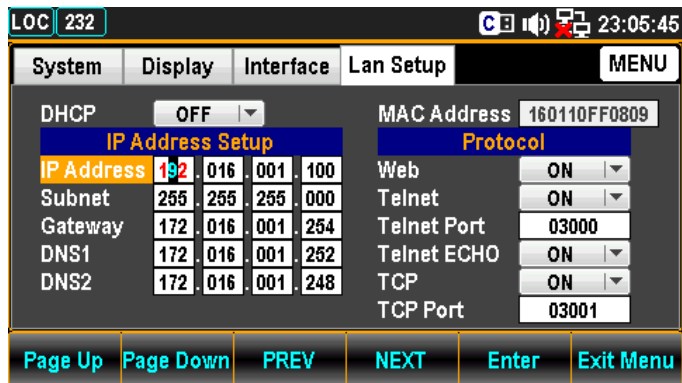 LOC 232 C 23:05:45
System Display Interface Lan Setup MENU
DHCP OFF MAC Address 160110FF0809
IP Address Setup Protocol
IP Address 192.016.001.100 Web ON
Subnet 255.255.255.000 Telnet ON
Gateway 172.016.001.254 Telnet Port 03000
DNS1 172.016.001.252 Telnet ECHO ON
DNS2 172.016.001.248 TCP ON
TCP Port 03001
Page Up Page Down PREV NEXT Enter Exit Menu